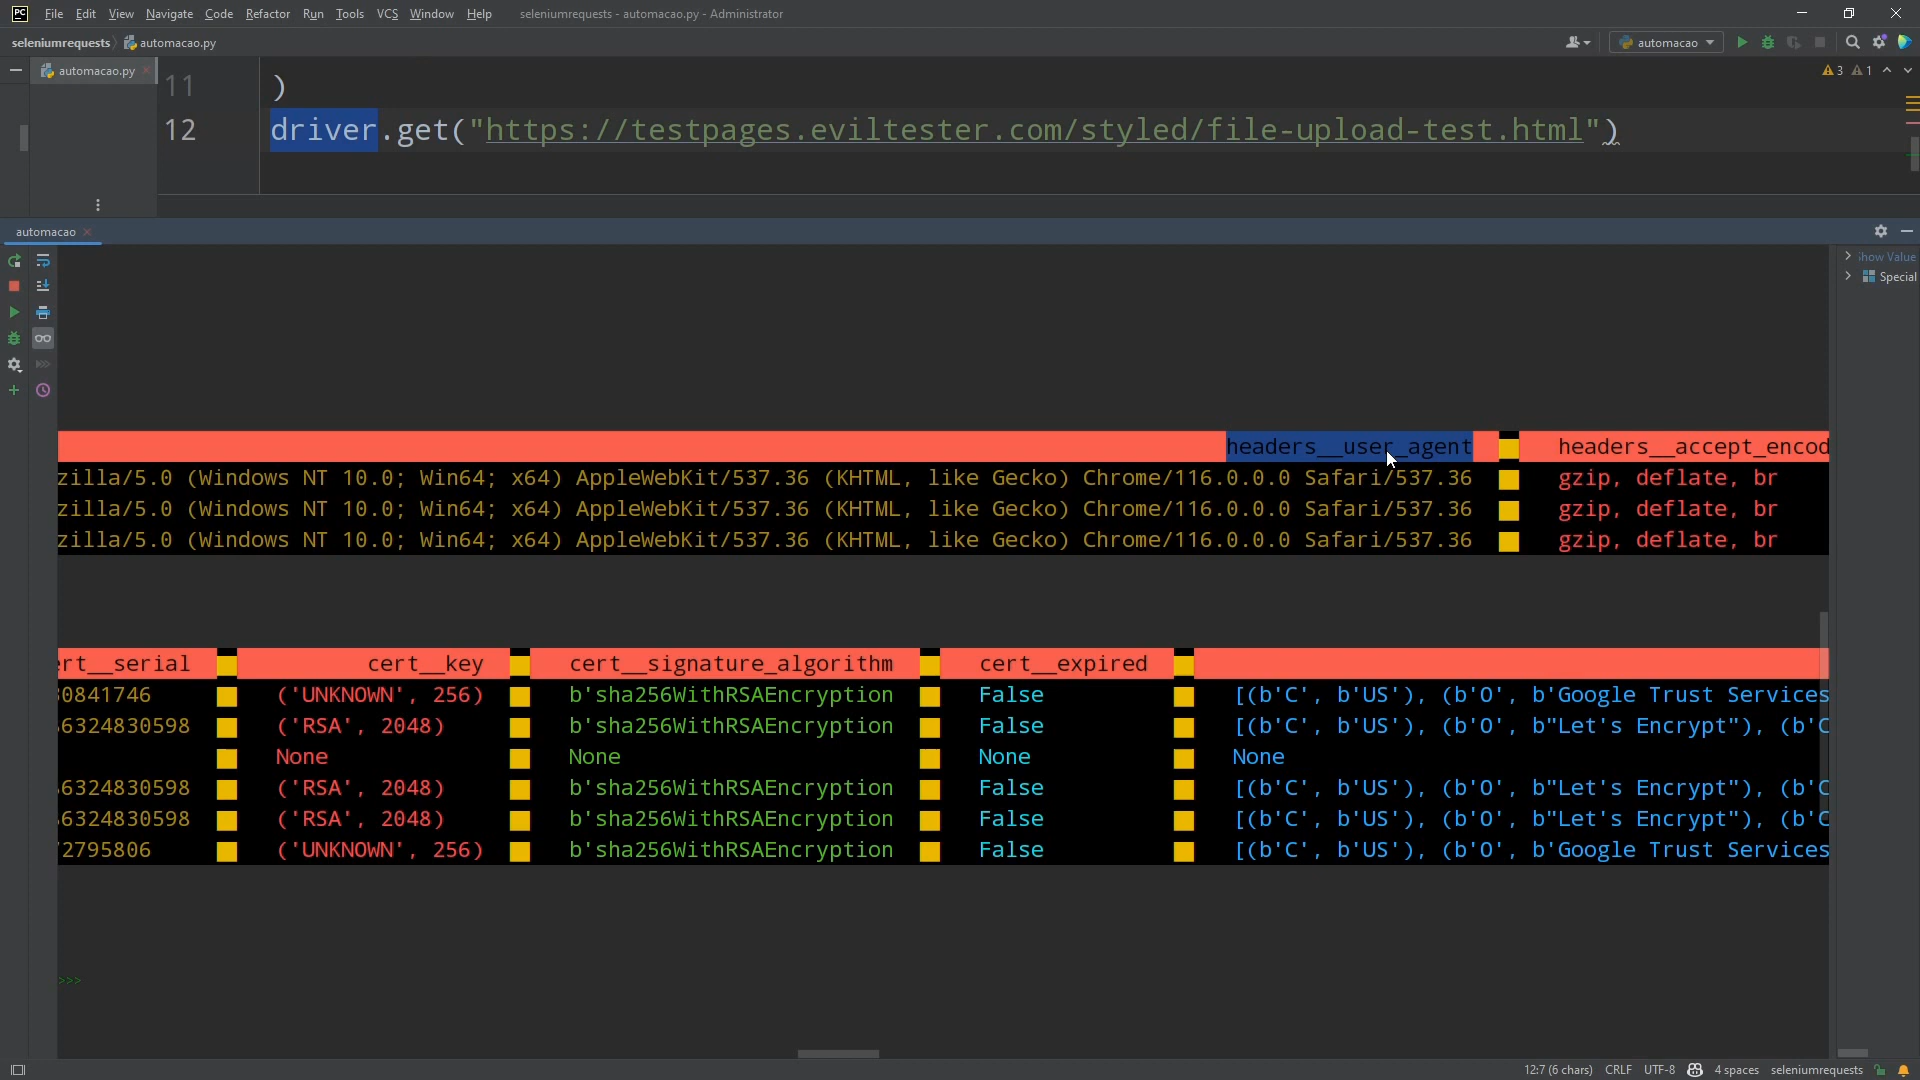 PC File Edit View Navigate Code Refactor Run Tools VCS Window Help seleniumrequests - automacao.py - Administrator
seleniumrequests automacao.py automacao
automacao.py 3 1
11 )
12 driver.get("https://testpages.eviltester.com/styled/file-upload-test.html")
automacao
Show Value
Special
headers__user_agent headers__accept_encod
zilla/5.0 (Windows NT 10.0; Win64; x64) AppleWebKit/537.36 (KHTML, like Gecko) Chrome/116.0.0.0 Safari/537.36 gzip, deflate, br
zilla/5.0 (Windows NT 10.0; Win64; x64) AppleWebKit/537.36 (KHTML, like Gecko) Chrome/116.0.0.0 Safari/537.36 gzip, deflate, br
zilla/5.0 (Windows NT 10.0; Win64; x64) AppleWebKit/537.36 (KHTML, like Gecko) Chrome/116.0.0.0 Safari/537.36 gzip, deflate, br
ert__serial cert__key cert__signature_algorithm cert__expired
0841746 ('UNKNOWN', 256) b'sha256WithRSAEncryption False [(b'C', b'US'), (b'O', b'Google Trust Services
6324830598 ('RSA', 2048) b'sha256WithRSAEncryption False [(b'C', b'US'), (b'O', b"Let's Encrypt"), (b'C
None None None None
6324830598 ('RSA', 2048) b'sha256WithRSAEncryption False [(b'C', b'US'), (b'O', b"Let's Encrypt"), (b'C
6324830598 ('RSA', 2048) b'sha256WithRSAEncryption False [(b'C', b'US'), (b'O', b"Let's Encrypt"), (b'C
2795806 ('UNKNOWN', 256) b'sha256WithRSAEncryption False [(b'C', b'US'), (b'O', b'Google Trust Services
>>>
12:7 (6 chars) CRLF UTF-8 4 spaces seleniumrequests